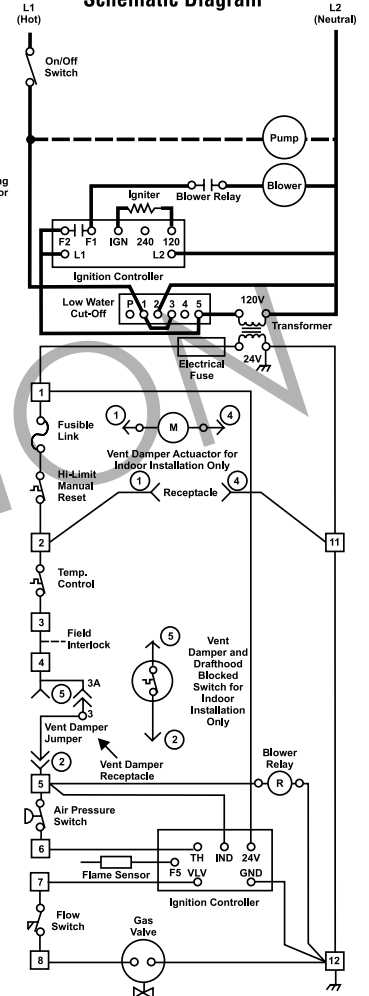 Schematic Diagram
L1
(Hot)
L2
(Neutral)
On/Off
Switch
Pump
Blower
Blower Relay
Igniter
F2 F1 IGN 240 120
L1 L2
Ignition Controller
Low Water
Cut-Off
P 1 2 3 4 5
120V
Transformer
24V
Electrical
Fuse
1
Fusible
Link
1 M 4
Vent Damper Actuactor for
Indoor Installation Only
Hi-Limit
Manual
Reset
1 Receptacle 4
2
11
Temp.
Control
3
Field
Interlock
4
5 3A
3
Vent Damper
Jumper
Vent Damper
Receptacle
2
5
Vent
Damper and
Drafthood
Blocked
Switch for
Indoor
Installation
Only
2
5
Blower
Relay
R
Air Pressure
Switch
6
TH IND 24V
Flame Sensor
F5 VLV GND
Ignition Controller
7
Flow
Switch
Gas
Valve
8
12